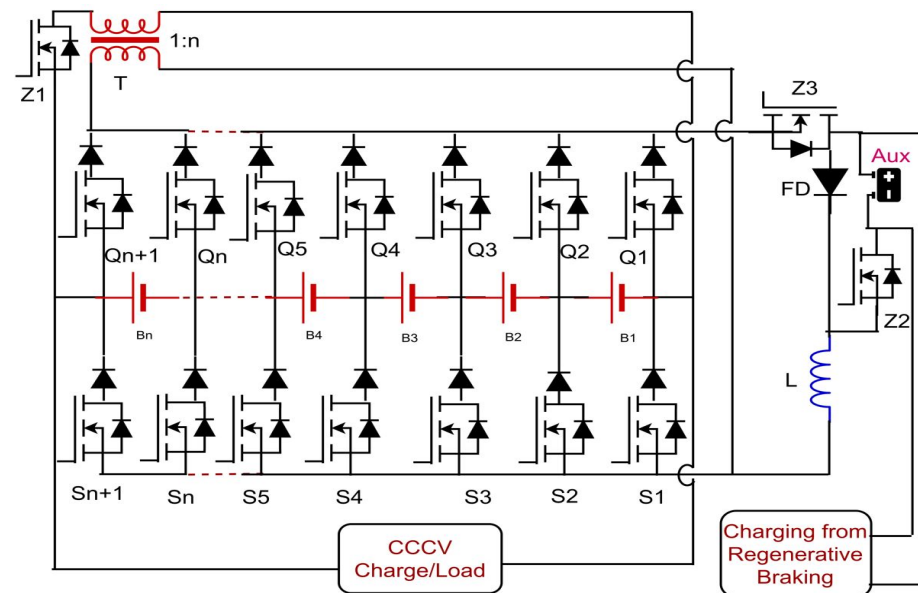 Z1
1:n
T
Z3
Aux
+
-
FD
Z2
L
Qn+1
Qn
Q5
Q4
Q3
Q2
Q1
Bn
B4
B3
B2
B1
Sn+1
Sn
S5
S4
S3
S2
S1
CCCV
Charge/Load
Charging from
Regenerative
Braking